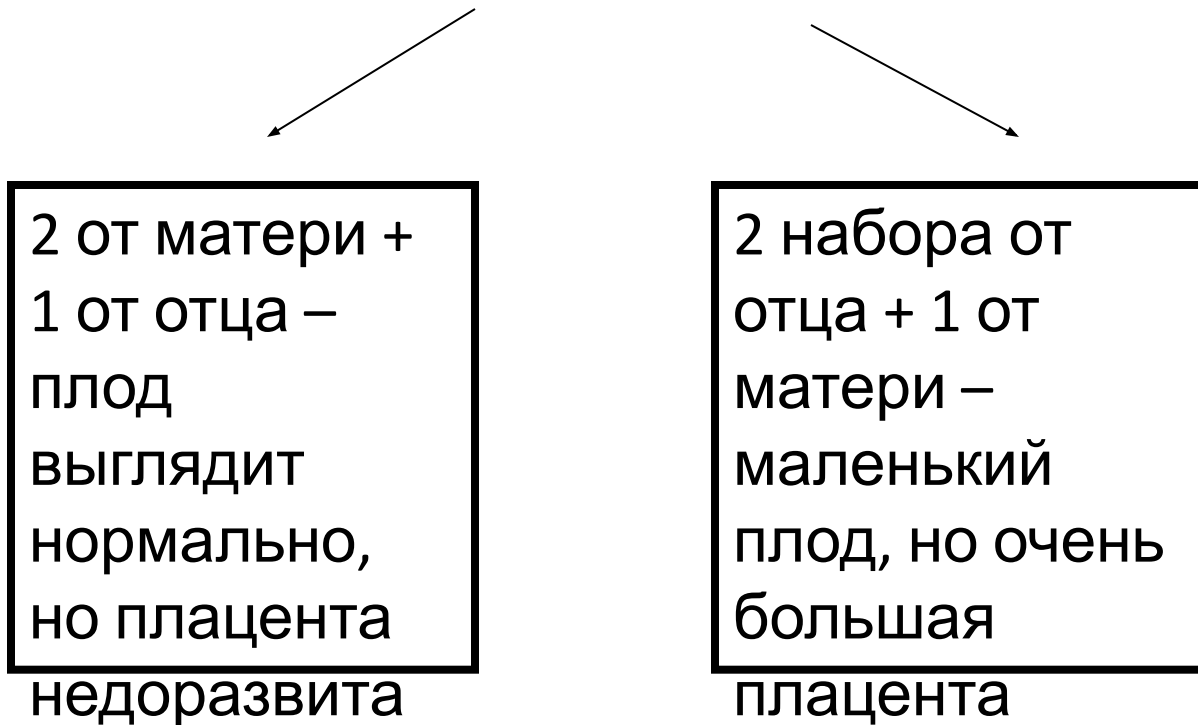 2 от матери +
1 от отца –
плод
выглядит
нормально,
но плацента
недоразвита
2 набора от
отца + 1 от
матери –
маленький
плод, но очень
большая
плацента